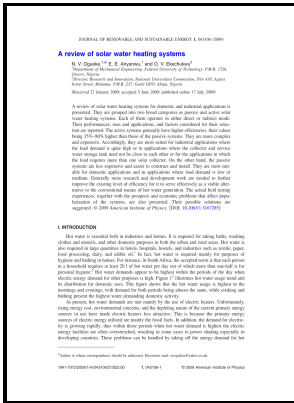 JOURNAL OF RENEWABLE AND SUSTAINABLE ENERGY 1, 043106 (2009)
A review of solar water heating systems
N. V. Ogueke, E. E. Anyanwu, and O. V. Ekechukwu
Department of Mechanical Engineering, Federal University of Technology, P.M.B. 1526,
Owerri, Nigeria
Director Research and Innovation, National Universities Commission, Plot 430, Aguiyi
Ironsi Street, Maitama, P.M.B. 237, Garki GPO, Abuja, Nigeria
(Received 27 January 2009; accepted 5 June 2009; published online 17 July 2009)
A review of solar water heating systems for domestic and industrial applications is
presented. They are grouped into two broad categories as passive and active solar
water heating systems. Each of them operates in either direct or indirect mode.
Their performances, uses and applications, and factors considered for their selec-
tion are reported. The active systems generally have higher efficiencies, their values
being 35%–80% higher than those of the passive systems. They are more complex
and expensive. Accordingly, they are most suited for industrial applications where
the load demand is quite high or in applications where the collector and service
water storage tank need not be close to each other or for the applications in which
the load requires more than one solar collector. On the other hand, the passive
systems are less expensive and easier to construct and install. They are most suit-
able for domestic applications and in applications where load demand is low or
medium. Generally more research and development work are needed to further
improve the existing level of efficiency for it to serve effectively as a viable alter-
native to the conventional means of hot water generation. The actual field testing
experiences, together with the prospects and economic problems that affect popu-
larization of the systems, are also presented. Then possible solutions are
suggested. © 2009 American Institute of Physics. [DOI: 10.1063/1.3167285]
I. INTRODUCTION
Hot water is essential both in industries and homes. It is required for taking baths, washing
clothes and utensils, and other domestic purposes in both the urban and rural areas. Hot water is
also required in large quantities in hotels, hospitals, hostels, and industries such as textile, paper,
food processing, dairy, and edible oil. In fact, hot water is required mainly for purposes of
hygiene and bathing in homes. For instance, in South Africa, the accepted norm is that each person
in a household requires at least 20 l of hot water per day out of which more than one-half is for
personal hygiene. Hot water demands appear to be highest within the periods of the day when
electric energy demand for other purposes is high. Figure 1 illustrates hot water usage trend and
its distribution for domestic uses. This figure shows that the hot water usage is highest in the
mornings and evenings, with demand for both periods being almost the same, while cooking and
bathing present the highest water demanding domestic activity.
At present, hot water demands are met mainly by the use of electric heaters. Unfortunately,
rising energy cost, environmental concerns, and the depleting nature of the current primary energy
sources in use have made electric heaters less attractive. This is because the primary energy
sources of electric energy utilized are mainly the fossil fuels. In addition, the demand for electric-
ity is growing rapidly, thus within those periods when hot water demand is highest the electric
energy facilities are often overstretched, resulting in some cases to power shading especially in
developing countries. These problems can be handled by taking off the energy demand for hot
Author to whom correspondence should be addressed. Electronic mail:
1941-7012/2009/1(4)/043106/21/$25.00
1, 043106-1
© 2009 American Institute of Physics